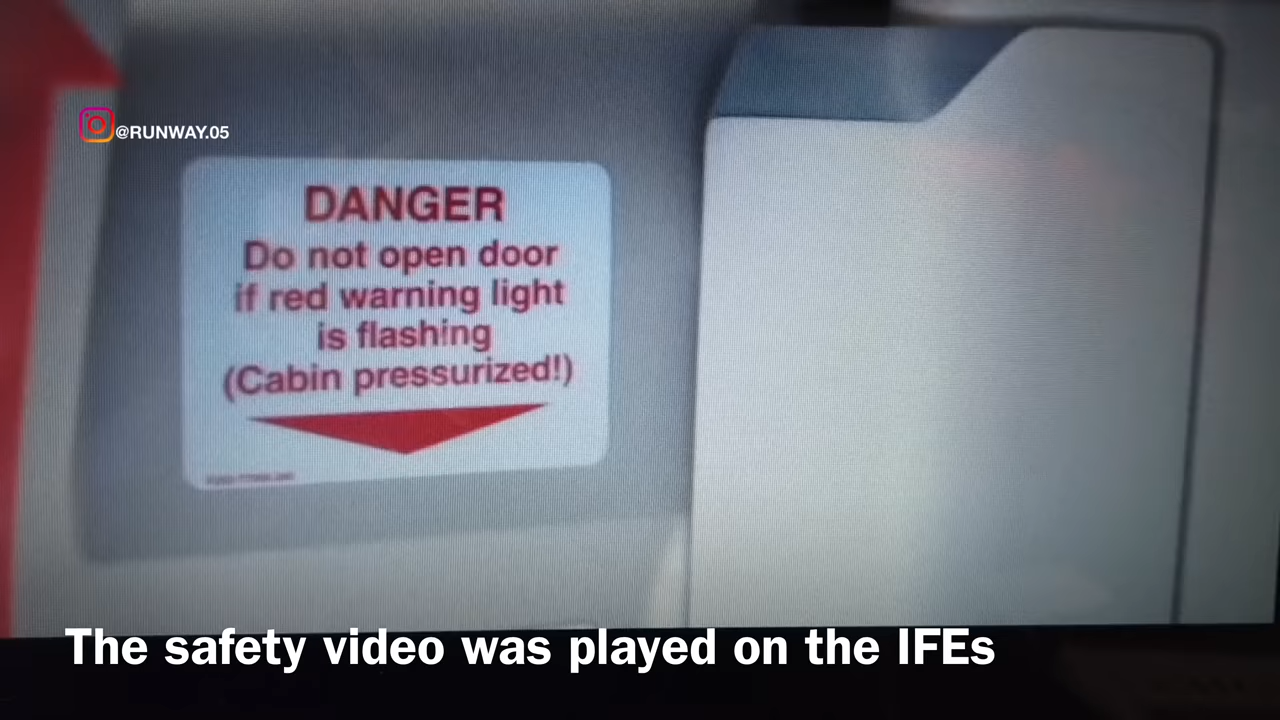 @RUNWAY.05
DANGER
Do not open door
if red warning light
is flashing
(Cabin pressurized!)
The safety video was played on the IFEs